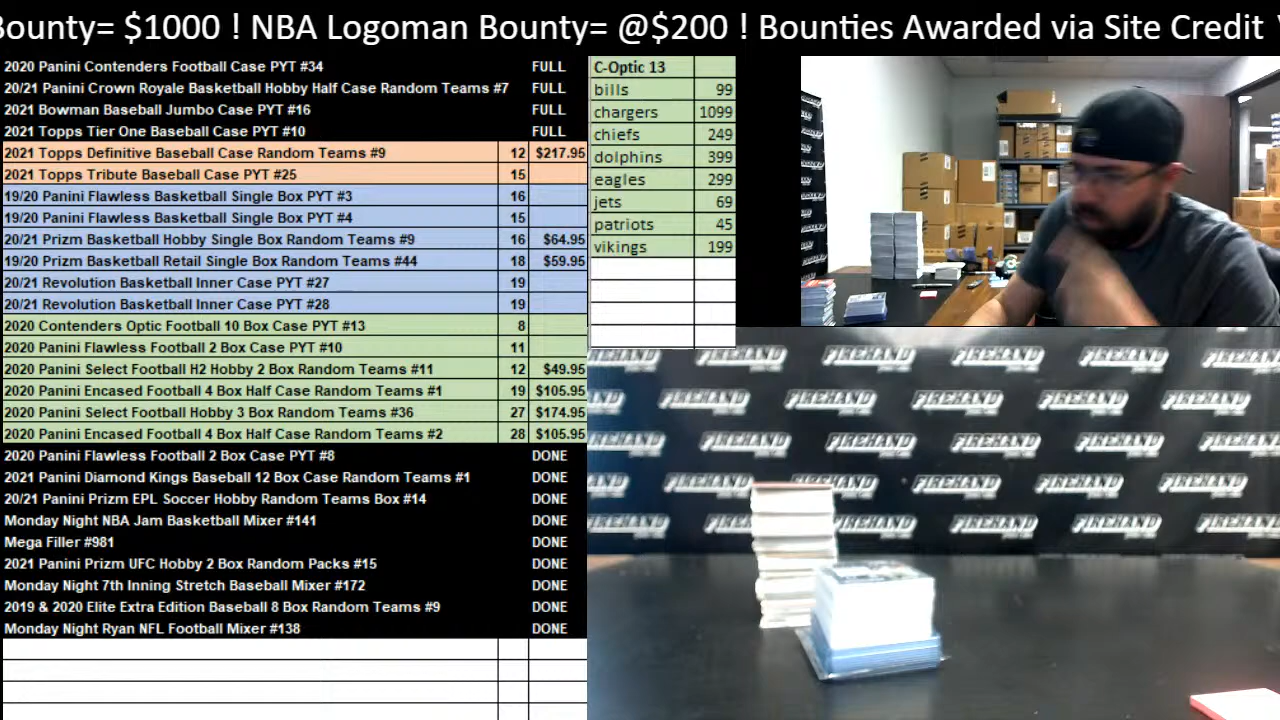 Bounty= $1000 ! NBA Logoman Bounty= @$200 ! Bounties Awarded via Site Credit
2020 Panini Contenders Football Case PYT #34 FULL
20/21 Panini Crown Royale Basketball Hobby Half Case Random Teams #7 FULL
2021 Bowman Baseball Jumbo Case PYT #16 FULL
2021 Topps Tier One Baseball Case PYT #10 FULL
2021 Topps Definitive Baseball Case Random Teams #9 12 $217.95
2021 Topps Tribute Baseball Case PYT #25 15
19/20 Panini Flawless Basketball Single Box PYT #3 16
19/20 Panini Flawless Basketball Single Box PYT #4 15
20/21 Prizm Basketball Hobby Single Box Random Teams #9 16 $64.95
19/20 Prizm Basketball Retail Single Box Random Teams #44 18 $59.95
20/21 Revolution Basketball Inner Case PYT #27 19
20/21 Revolution Basketball Inner Case PYT #28 19
2020 Contenders Optic Football 10 Box Case PYT #13 8
2020 Panini Flawless Football 2 Box Case PYT #10 11
2020 Panini Select Football H2 Hobby 2 Box Random Teams #11 12 $49.95
2020 Panini Encased Football 4 Box Half Case Random Teams #1 19 $105.95
2020 Panini Select Football Hobby 3 Box Random Teams #36 27 $174.95
2020 Panini Encased Football 4 Box Half Case Random Teams #2 28 $105.95
2020 Panini Flawless Football 2 Box Case PYT #8 DONE
2021 Panini Diamond Kings Baseball 12 Box Case Random Teams #1 DONE
20/21 Panini Prizm EPL Soccer Hobby Random Teams Box #14 DONE
Monday Night NBA Jam Basketball Mixer #141 DONE
Mega Filler #981 DONE
2021 Panini Prizm UFC Hobby 2 Box Random Packs #15 DONE
Monday Night 7th Inning Stretch Baseball Mixer #172 DONE
2019 & 2020 Elite Extra Edition Baseball 8 Box Random Teams #9 DONE
Monday Night Ryan NFL Football Mixer #138 DONE
C-Optic 13
bills 99
chargers 1099
chiefs 249
dolphins 399
eagles 299
jets 69
patriots 45
vikings 199
FIREHAND